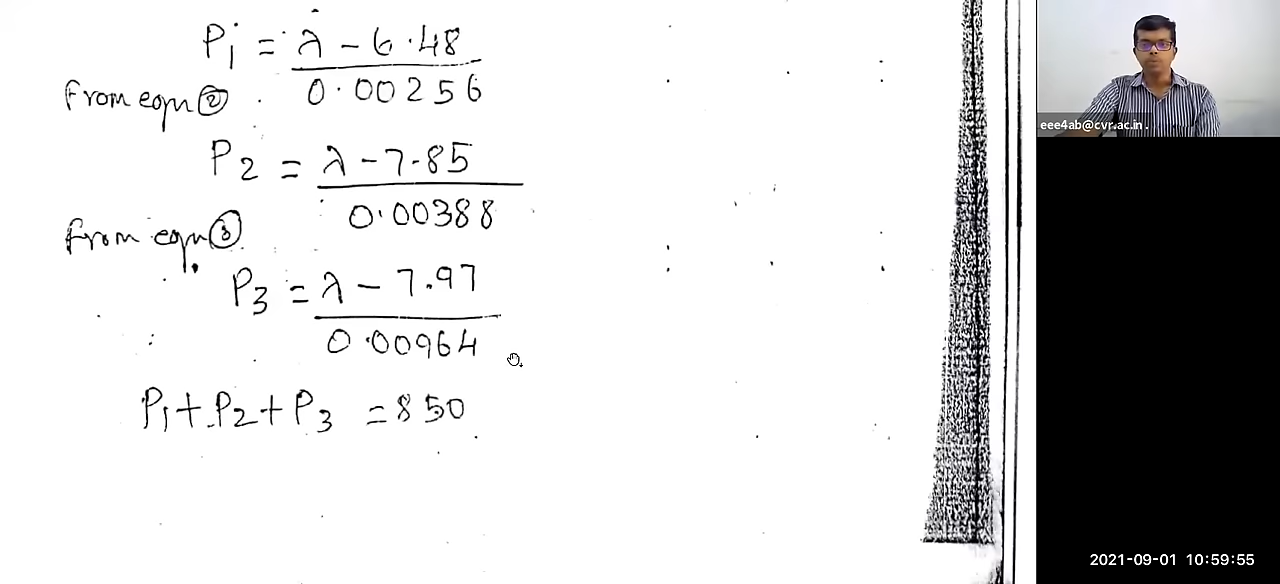 P1 = λ - 6.48
0.00256
From eqn ②
P2 = λ - 7.85
0.00388
From eqn ③
P3 = λ - 7.97
0.00964
P1 + P2 + P3 = 850
eee4ab@cvr.ac.in
2021-09-01 10:59:55